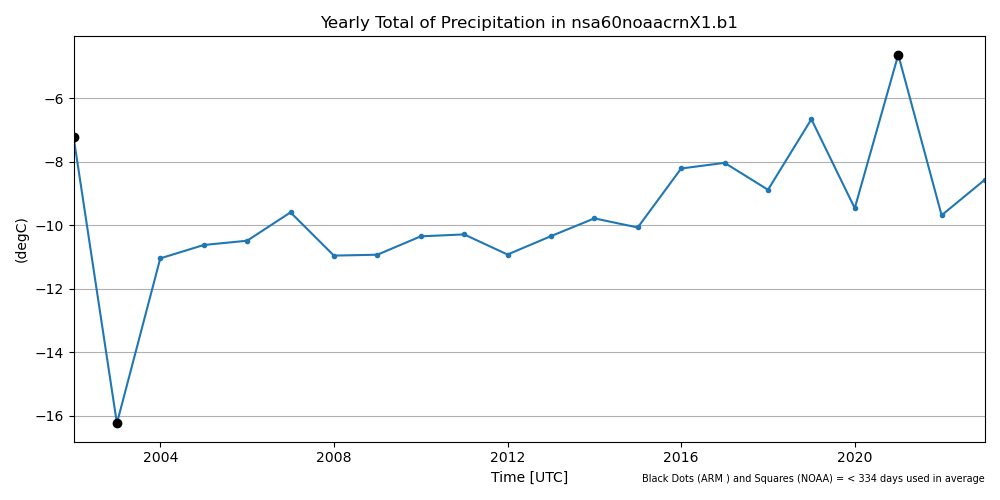 Yearly Total of Precipitation in nsa60noaacrnX1.b1
−6
−8
−10
−12
−14
−16
(degC)
2004 2008 2012 2016 2020
Time [UTC]
Black Dots (ARM ) and Squares (NOAA) = < 334 days used in average